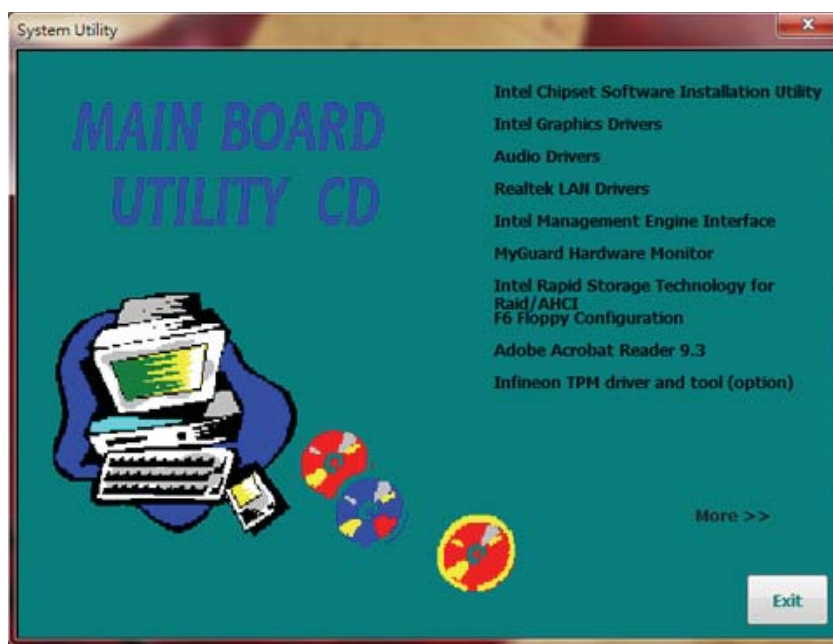 System Utility
MAIN BOARD
UTILITY CD
Intel Chipset Software Installation Utility
Intel Graphics Drivers
Audio Drivers
Realtek LAN Drivers
Intel Management Engine Interface
MyGuard Hardware Monitor
Intel Rapid Storage Technology for
Raid/AHCI
F6 Floppy Configuration
Adobe Acrobat Reader 9.3
Infineon TPM driver and tool (option)
More >>
Exit